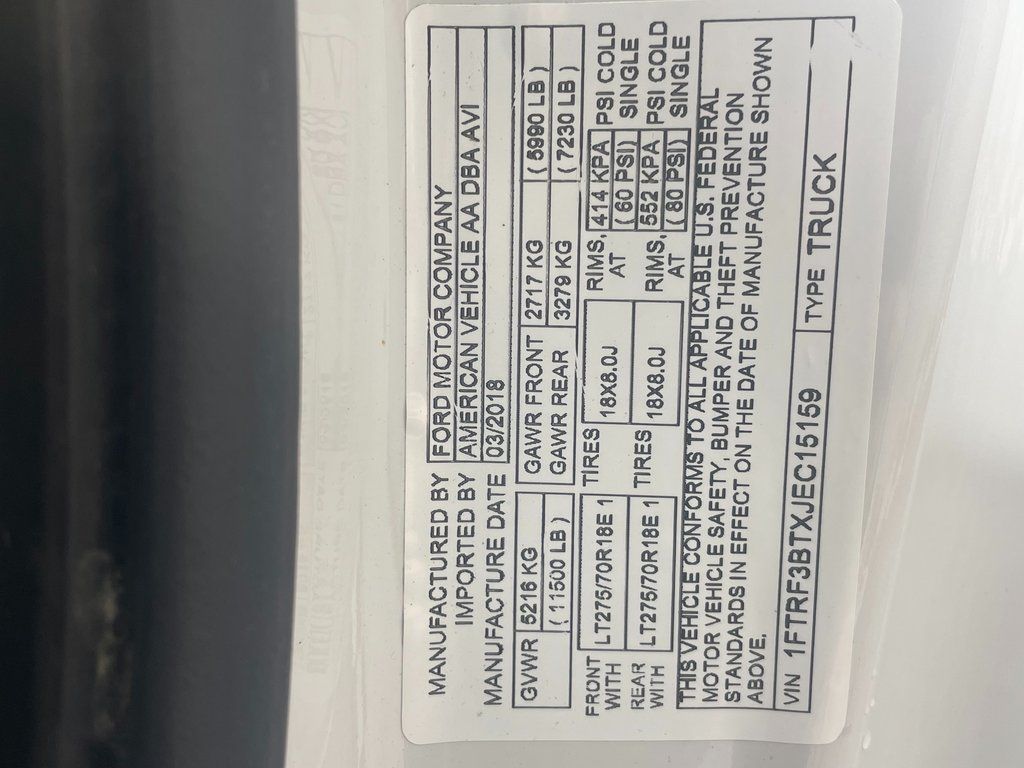 MANUFACTURED BY FORD MOTOR COMPANY
IMPORTED BY AMERICAN VEHICLE AA DBA AVI
MANUFACTURE DATE 03/2018
GVWR 5216 KG GAWR FRONT 2717 KG ( 5990 LB )
( 11500 LB ) GAWR REAR 3279 KG ( 7230 LB )
FRONT WITH LT275/70R18E 1 TIRES 18X8.0J RIMS, AT 414 KPA ( 60 PSI) PSI COLD SINGLE
REAR WITH LT275/70R18E 1 TIRES 18X8.0J RIMS, AT 552 KPA ( 80 PSI) PSI COLD SINGLE
THIS VEHICLE CONFORMS TO ALL APPLICABLE U.S. FEDERAL
MOTOR VEHICLE SAFETY, BUMPER AND THEFT PREVENTION
STANDARDS IN EFFECT ON THE DATE OF MANUFACTURE SHOWN
ABOVE.
VIN 1FTRF3BTXJEC15159 TYPE TRUCK